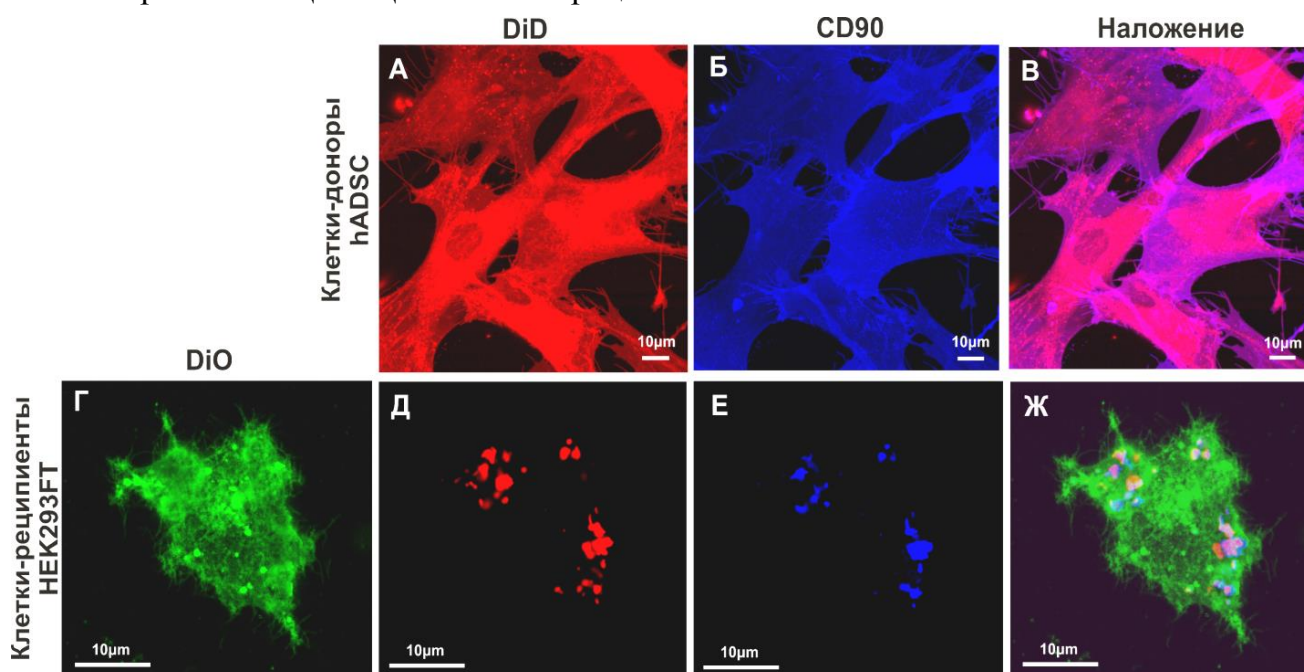 DiD CD90 Наложение
Клетки-доноры
hADSC
А Б В
10µm 10µm 10µm
DiO
Клетки-реципиенты
HEK293FT
Г Д Е Ж
10µm 10µm 10µm 10µm